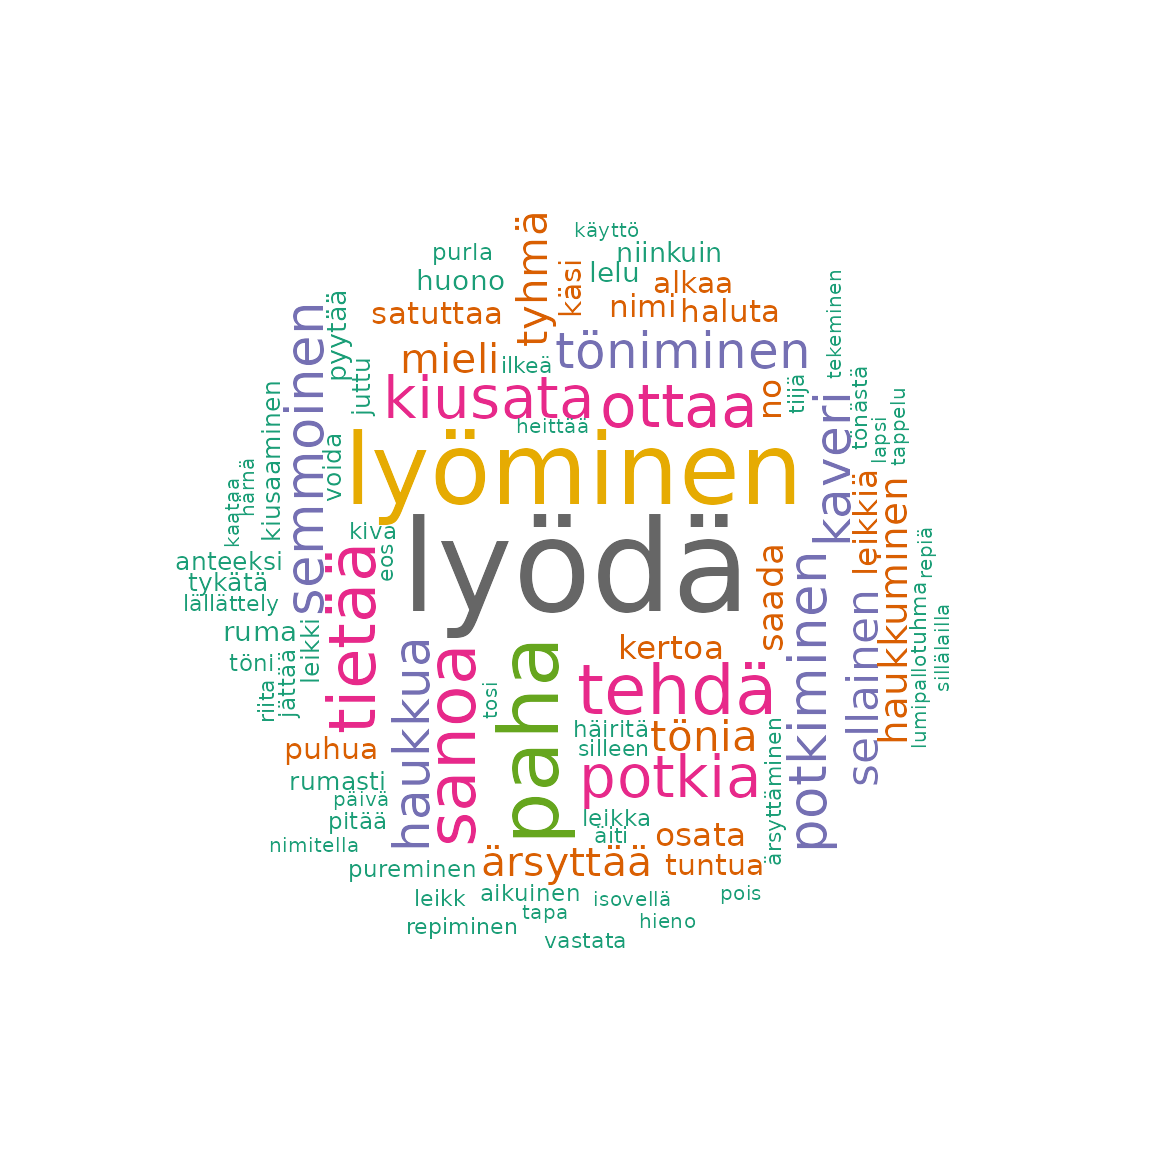 käyttö
purla
tyhmä
niinkuin
huono
käsi
lelu
alkaa
tekeminen
pyytää
satuttaa
nimi
haluta
semmoinen
mieli
ilkeä
töniminen
juttu
kiusata
ottaa
no
tiijä
kaveri
tönästä
lapsi
tappelu
kiusaaminen
heittää
voida
lyöminen
härnä
kaataa
leikkiä
haukkuminen
kiva
eos
lyödä
anteeksi
tykätä
lällättely
tietää
saada
potkiminen
repiä
ruma
leikki
töni
kertoa
sellainen
tuhma
lumipallo
sillälailla
riita
jättää
haukkua
sanoa
tosi
paha
tehdä
häiritä
silleen
tönia
puhua
potkia
rumasti
päivä
pitää
ärsyttäminen
leikka
äiti
osata
nimitella
pureminen
ärsyttää
tuntua
leikk
aikuinen
isovellä
pois
tapa
hieno
repiminen
vastata